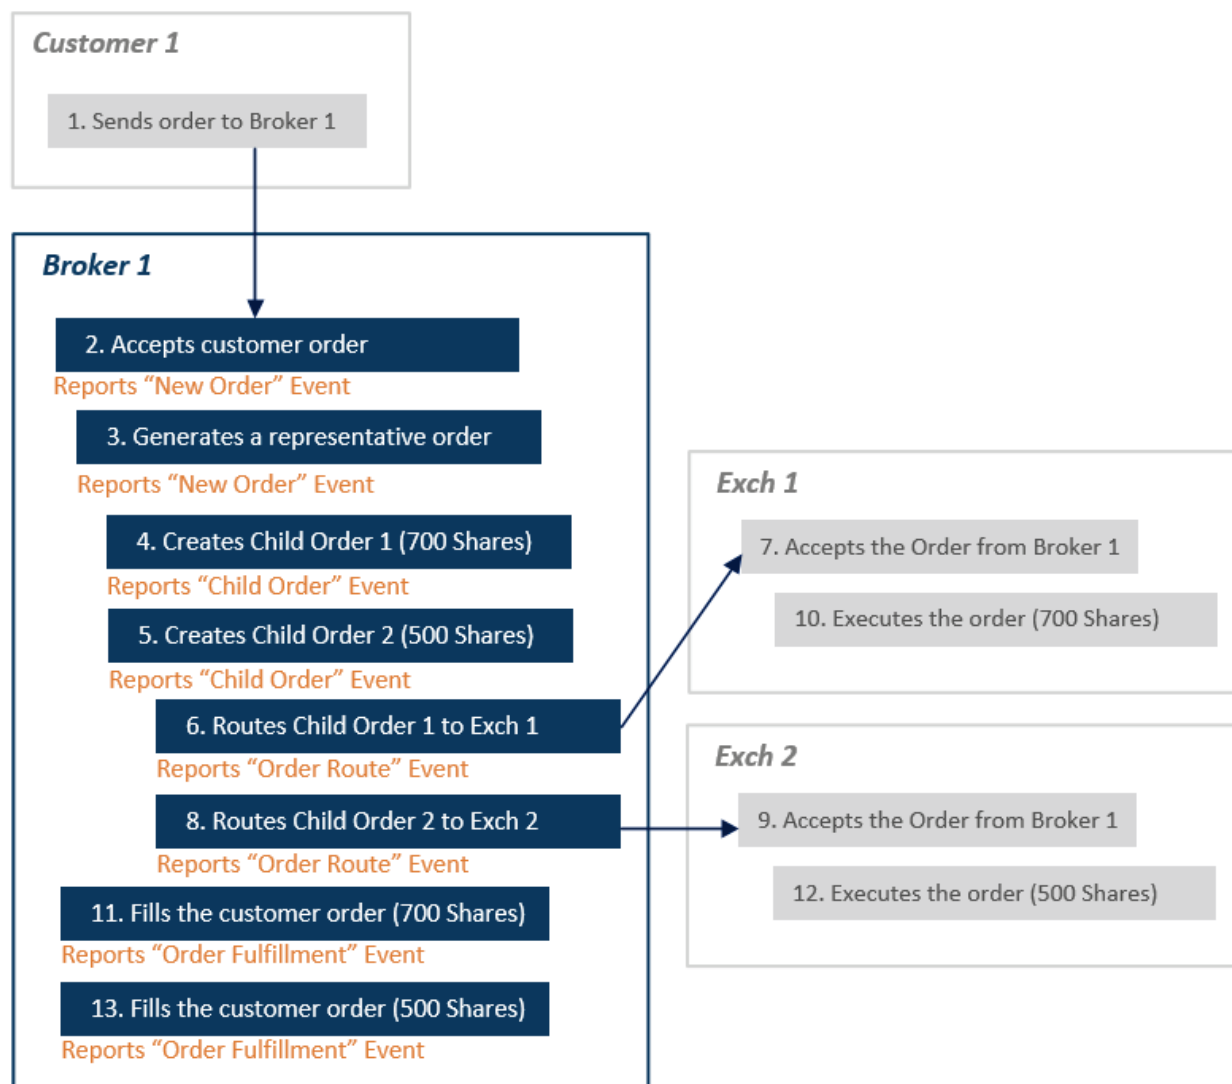 Customer 1
1. Sends order to Broker 1
Broker 1
2. Accepts customer order
Reports “New Order” Event
3. Generates a representative order
Reports “New Order” Event
4. Creates Child Order 1 (700 Shares)
Reports “Child Order” Event
5. Creates Child Order 2 (500 Shares)
Reports “Child Order” Event
6. Routes Child Order 1 to Exch 1
Reports “Order Route” Event
8. Routes Child Order 2 to Exch 2
Reports “Order Route” Event
11. Fills the customer order (700 Shares)
Reports “Order Fulfillment” Event
13. Fills the customer order (500 Shares)
Reports “Order Fulfillment” Event
Exch 1
7. Accepts the Order from Broker 1
10. Executes the order (700 Shares)
Exch 2
9. Accepts the Order from Broker 1
12. Executes the order (500 Shares)